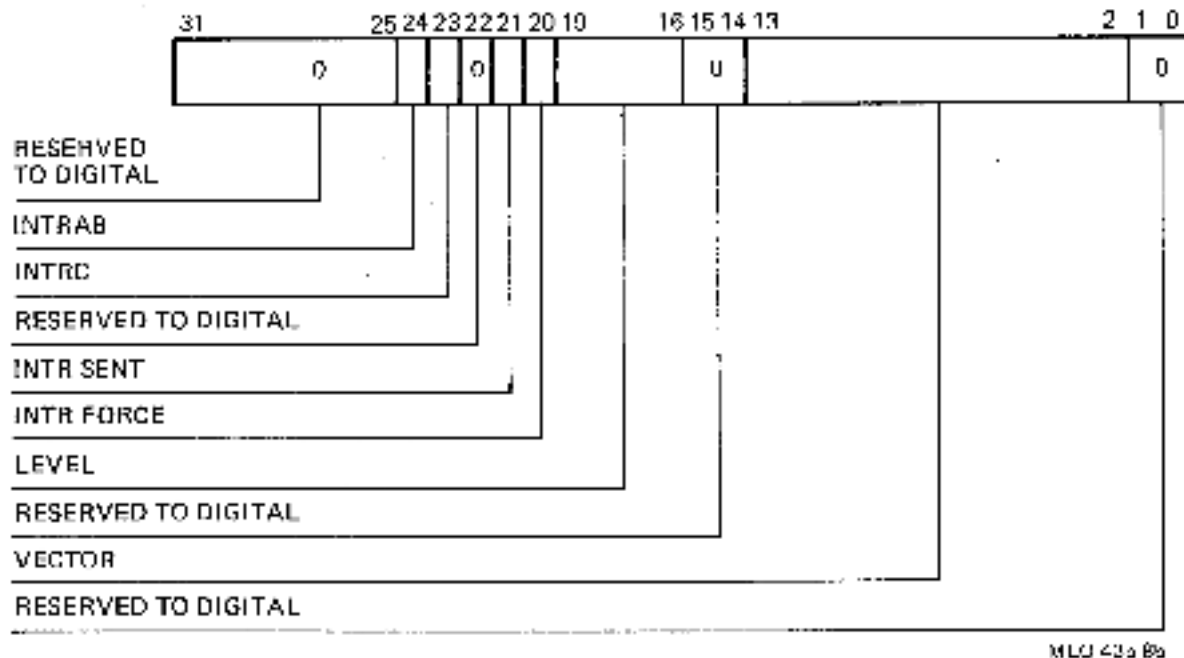 31 25 24 23 22 21 20 19 16 15 14 13 2 1 0
0 0 0 0
RESERVED
TO DIGITAL
INTRAB
INTRC
RESERVED TO DIGITAL
INTR SENT
INTR FORCE
LEVEL
RESERVED TO DIGITAL
VECTOR
RESERVED TO DIGITAL